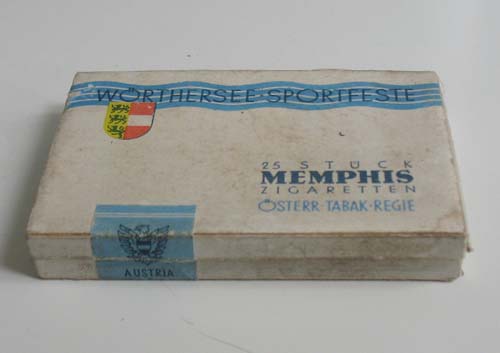 WÖRTHERSEE-SPORTFESTE
25 STÜCK
MEMPHIS
ZIGARETTEN
ÖSTERR·TABAK·REGIE
AUSTRIA